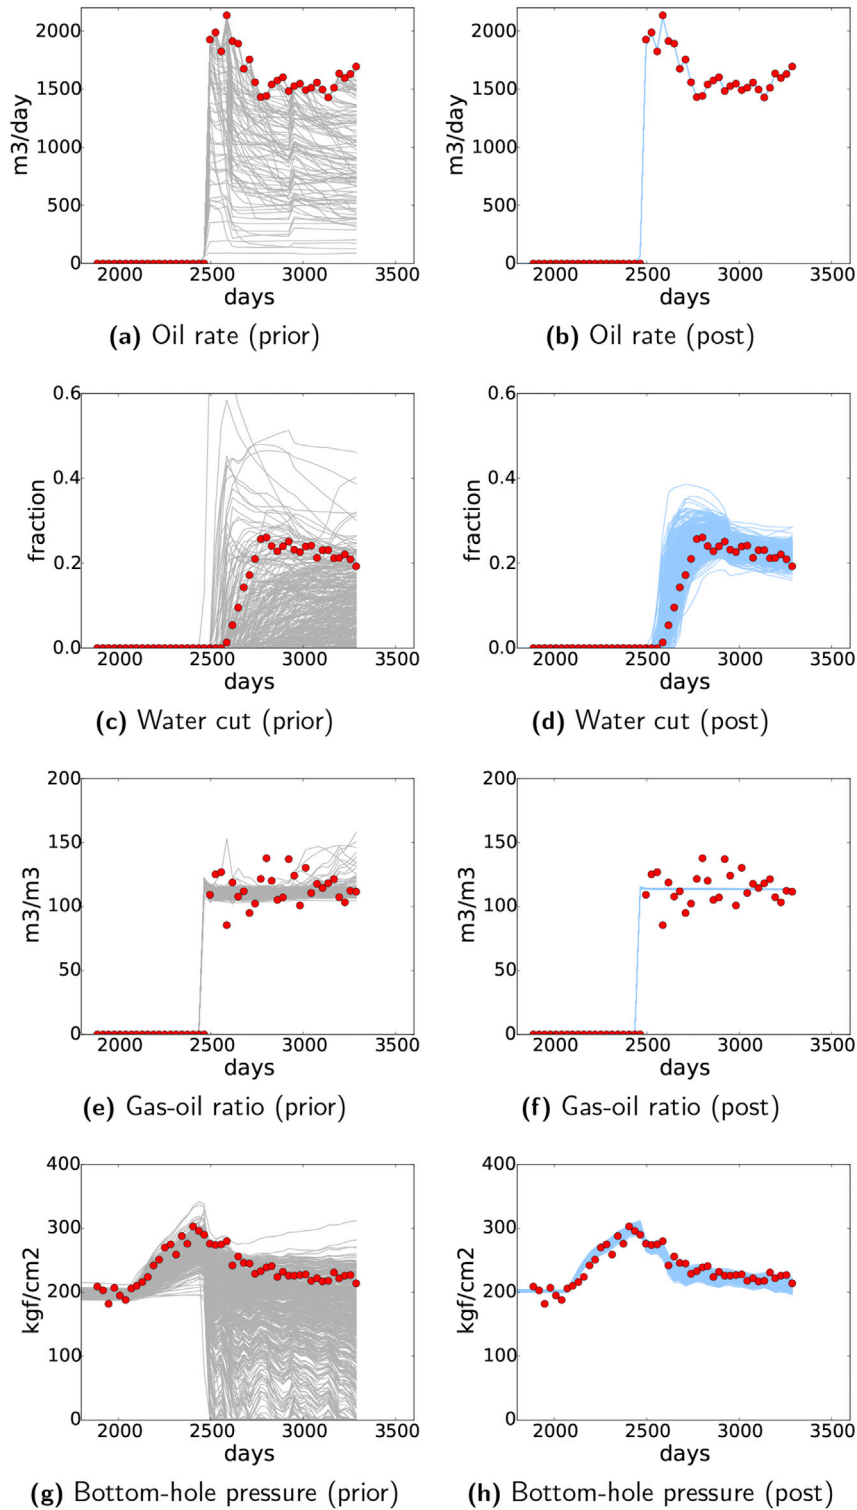 2000
1500
1000
500
0
m3/day
2000 2500 3000 3500
days
(a) Oil rate (prior)
2000
1500
1000
500
0
m3/day
2000 2500 3000 3500
days
(b) Oil rate (post)
0.6
0.4
0.2
0.0
fraction
2000 2500 3000 3500
days
(c) Water cut (prior)
0.6
0.4
0.2
0.0
fraction
2000 2500 3000 3500
days
(d) Water cut (post)
200
150
100
50
0
m3/m3
2000 2500 3000 3500
days
(e) Gas-oil ratio (prior)
200
150
100
50
0
m3/m3
2000 2500 3000 3500
days
(f) Gas-oil ratio (post)
400
300
200
100
0
kgf/cm2
2000 2500 3000 3500
days
(g) Bottom-hole pressure (prior)
400
300
200
100
0
kgf/cm2
2000 2500 3000 3500
days
(h) Bottom-hole pressure (post)